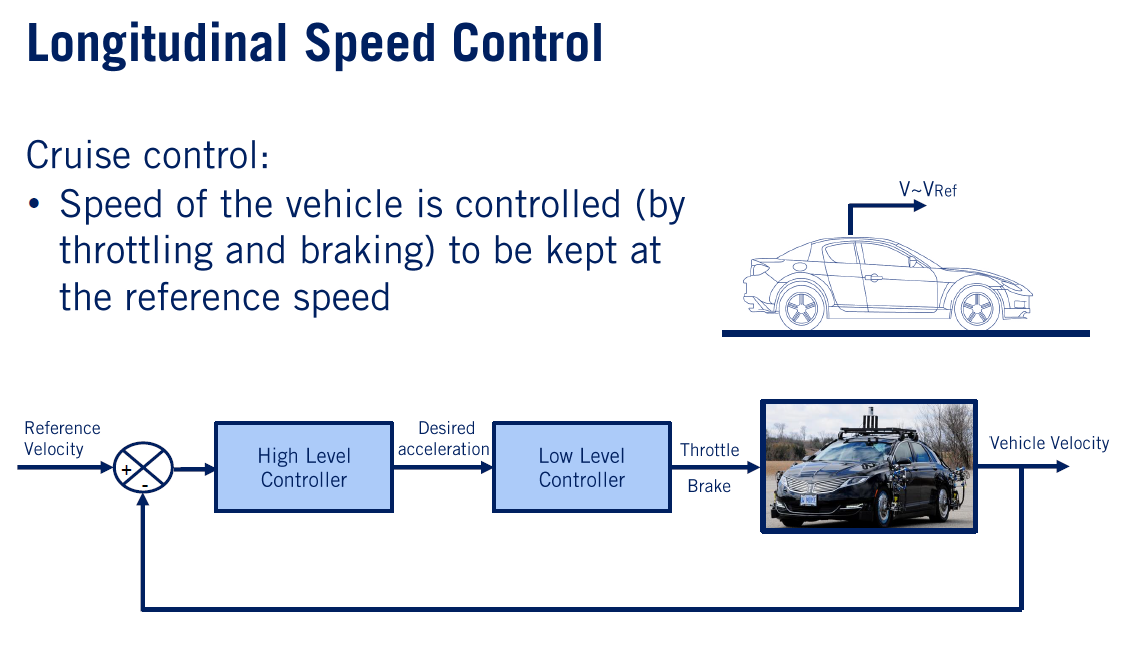 Longitudinal Speed Control
Cruise control:
• Speed of the vehicle is controlled (by
throttling and braking) to be kept at
the reference speed
V~VRef
Reference
Velocity
+
-
High Level
Controller
Desired
acceleration
Low Level
Controller
Throttle
Brake
Vehicle Velocity